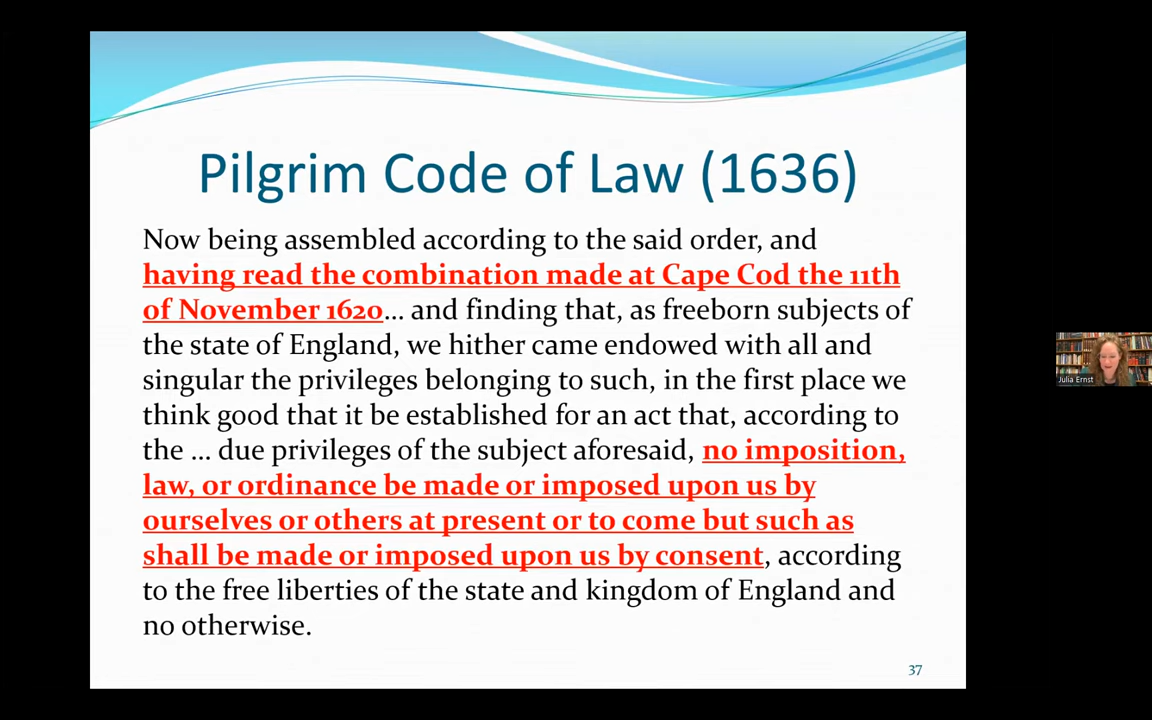 Pilgrim Code of Law (1636)
Now being assembled according to the said order, and
having read the combination made at Cape Cod the 11th
of November 1620... and finding that, as freeborn subjects of
the state of England, we hither came endowed with all and
singular the privileges belonging to such, in the first place we
think good that it be established for an act that, according to
the ... due privileges of the subject aforesaid, no imposition,
law, or ordinance be made or imposed upon us by
ourselves or others at present or to come but such as
shall be made or imposed upon us by consent, according
to the free liberties of the state and kingdom of England and
no otherwise.
37
Julia Ernst